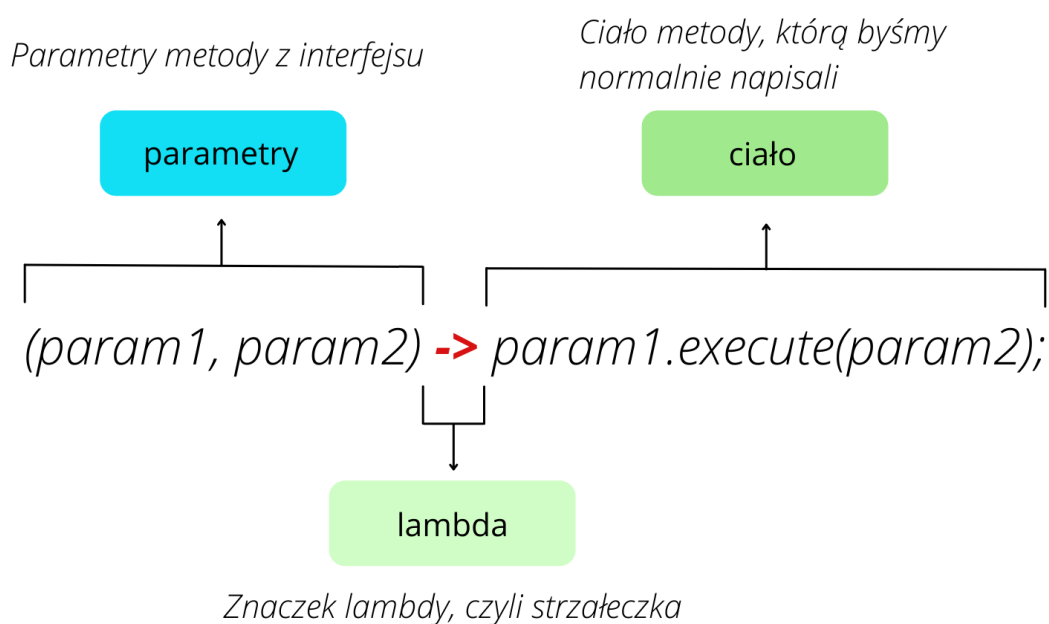 Parametry metody z interfejsu
Ciało metody, którą byśmy
normalnie napisali
parametry
ciało
(param1, param2) -> param1.execute(param2);
lambda
Znaczek lambdy, czyli strzałeczka